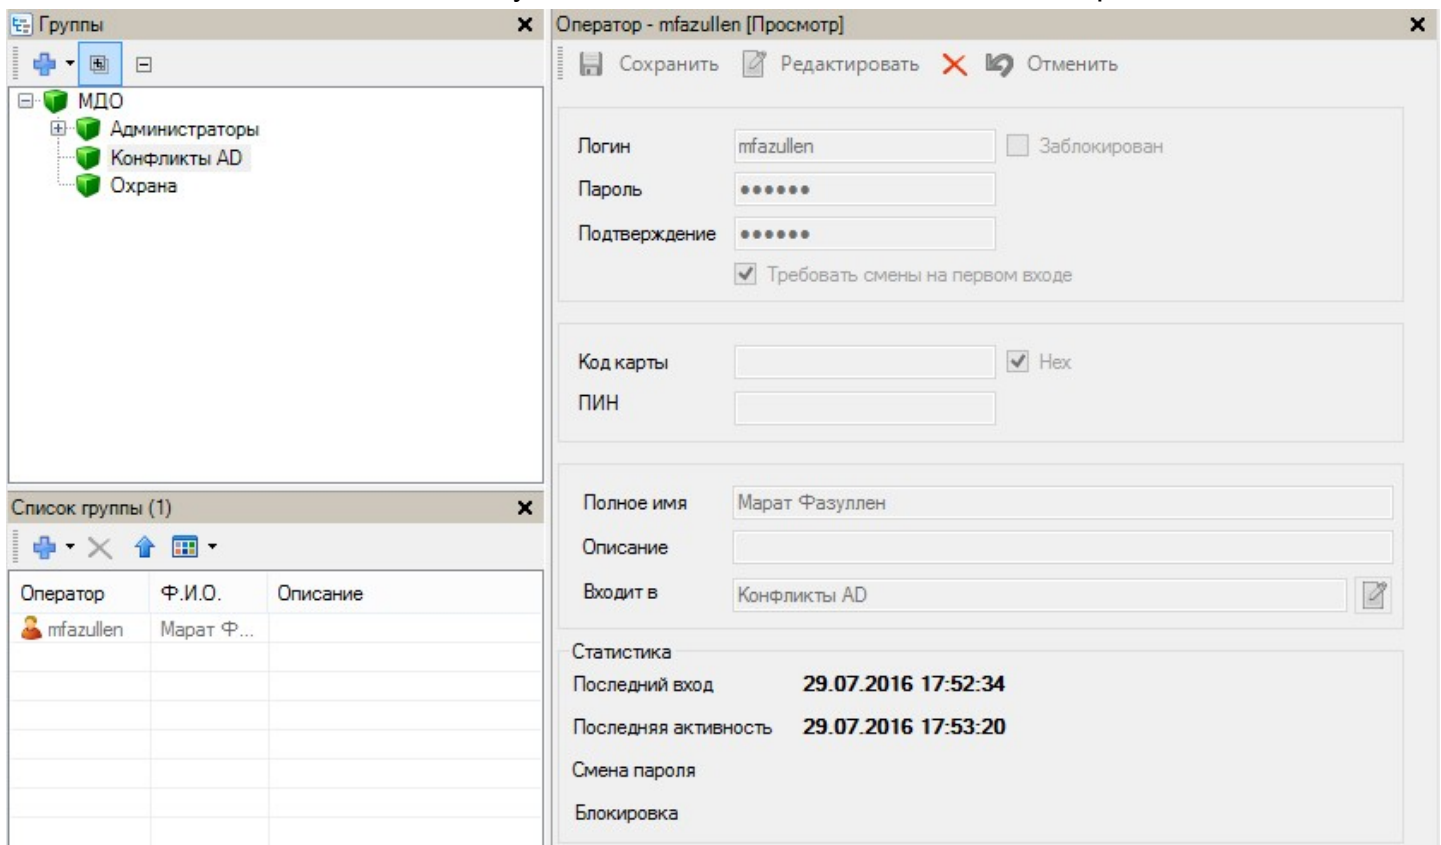 Группы
МДО
Администраторы
Конфликты AD
Охрана
Список группы (1)
Оператор Ф.И.О. Описание
mfazullen Марат Ф...
Оператор - mfazullen [Просмотр]
Сохранить Редактировать Отменить
Логин mfazullen Заблокирован
Пароль ••••••
Подтверждение ••••••
Требовать смены на первом входе
Код карты Hex
ПИН
Полное имя Марат Фазуллен
Описание
Входит в Конфликты AD
Статистика
Последний вход 29.07.2016 17:52:34
Последняя активность 29.07.2016 17:53:20
Смена пароля
Блокировка